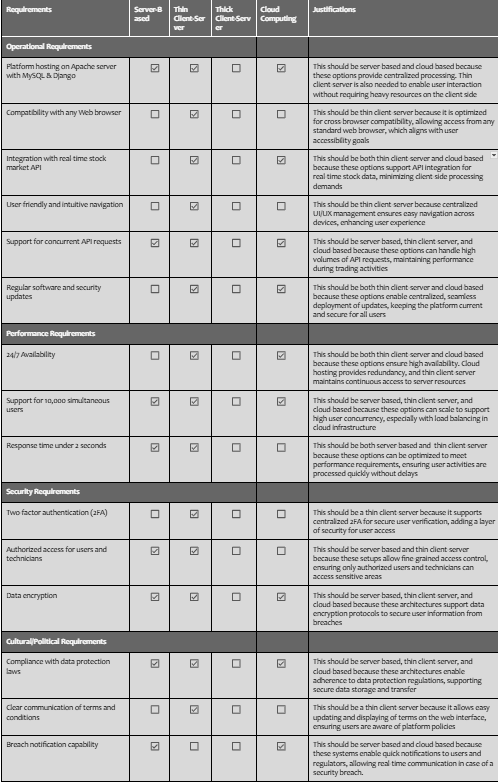 Requirements
Server-B
ased
Thin
Client-Ser
ver
Thick
Client-Serv
er
Cloud
Computing
Justifications
Operational Requirements
Platform hosting on Apache server
with MySQL & Django
This should be server based and cloud based because
these options provide centralized processing. Thin
client server is also needed to enable user interaction
without requiring heavy resources on the client side
Compatibility with any Web browser
This should be thin client-server because it is optimized
for cross browser compatibility, allowing access from any
standard web browser, which aligns with user
accessibility goals
Integration with real time stock
market API
This should be both thin client-server and cloud based
because these options support API integration for
real time stock data, minimizing client-side processing
demands
User friendly and intuitive navigation
This should be thin client-server because centralized
UI/UX management ensures easy navigation across
devices, enhancing user experience
Support for concurrent API requests
This should be server based, thin client-server, and
cloud based because these options can handle high
volumes of API requests, maintaining performance
during trading activities
Regular software and security
updates
This should be both thin client-server and cloud based
because these options enable centralized, seamless
deployment of updates, keeping the platform current
and secure for all users
Performance Requirements
24/7 Availability
This should be both thin client-server and cloud based
because these options ensure high availability. Cloud
hosting provides redundancy, and thin client-server
maintains continuous access to server resources
Support for 10,000 simultaneous
users
This should be server based, thin client-server, and
cloud based because these options can scale to support
high user concurrency, especially with load balancing in
cloud infrastructure
Response time under 2 seconds
This should be both server based and thin client-server
because these options can be optimized to meet
performance requirements, ensuring user activities are
processed quickly without delays
Security Requirements
Two factor authentication (2FA)
This should be a thin client-server because it supports
centralized 2FA for secure user verification, adding a layer
of security for user access
Authorized access for users and
technicians
This should be server based and thin client-server
because these setups allow fine-grained access control,
ensuring only authorized users and technicians can
access sensitive areas
Data encryption
This should be server based, thin client-server, and
cloud based because these architectures support data
encryption protocols to secure user information from
breaches
Cultural/Political Requirements
Compliance with data protection
laws
This should be server based, thin client-server, and
cloud based because these architectures enable
adherence to data protection regulations, supporting
secure data storage and transfer
Clear communication of terms and
conditions
This should be a thin client-server because it allows easy
updating and displaying of terms on the web interface,
ensuring users are aware of platform policies
Breach notification capability
This should be server based and cloud based because
these systems enable quick notifications to users and
regulators, allowing real time communication in case of a
security breach.